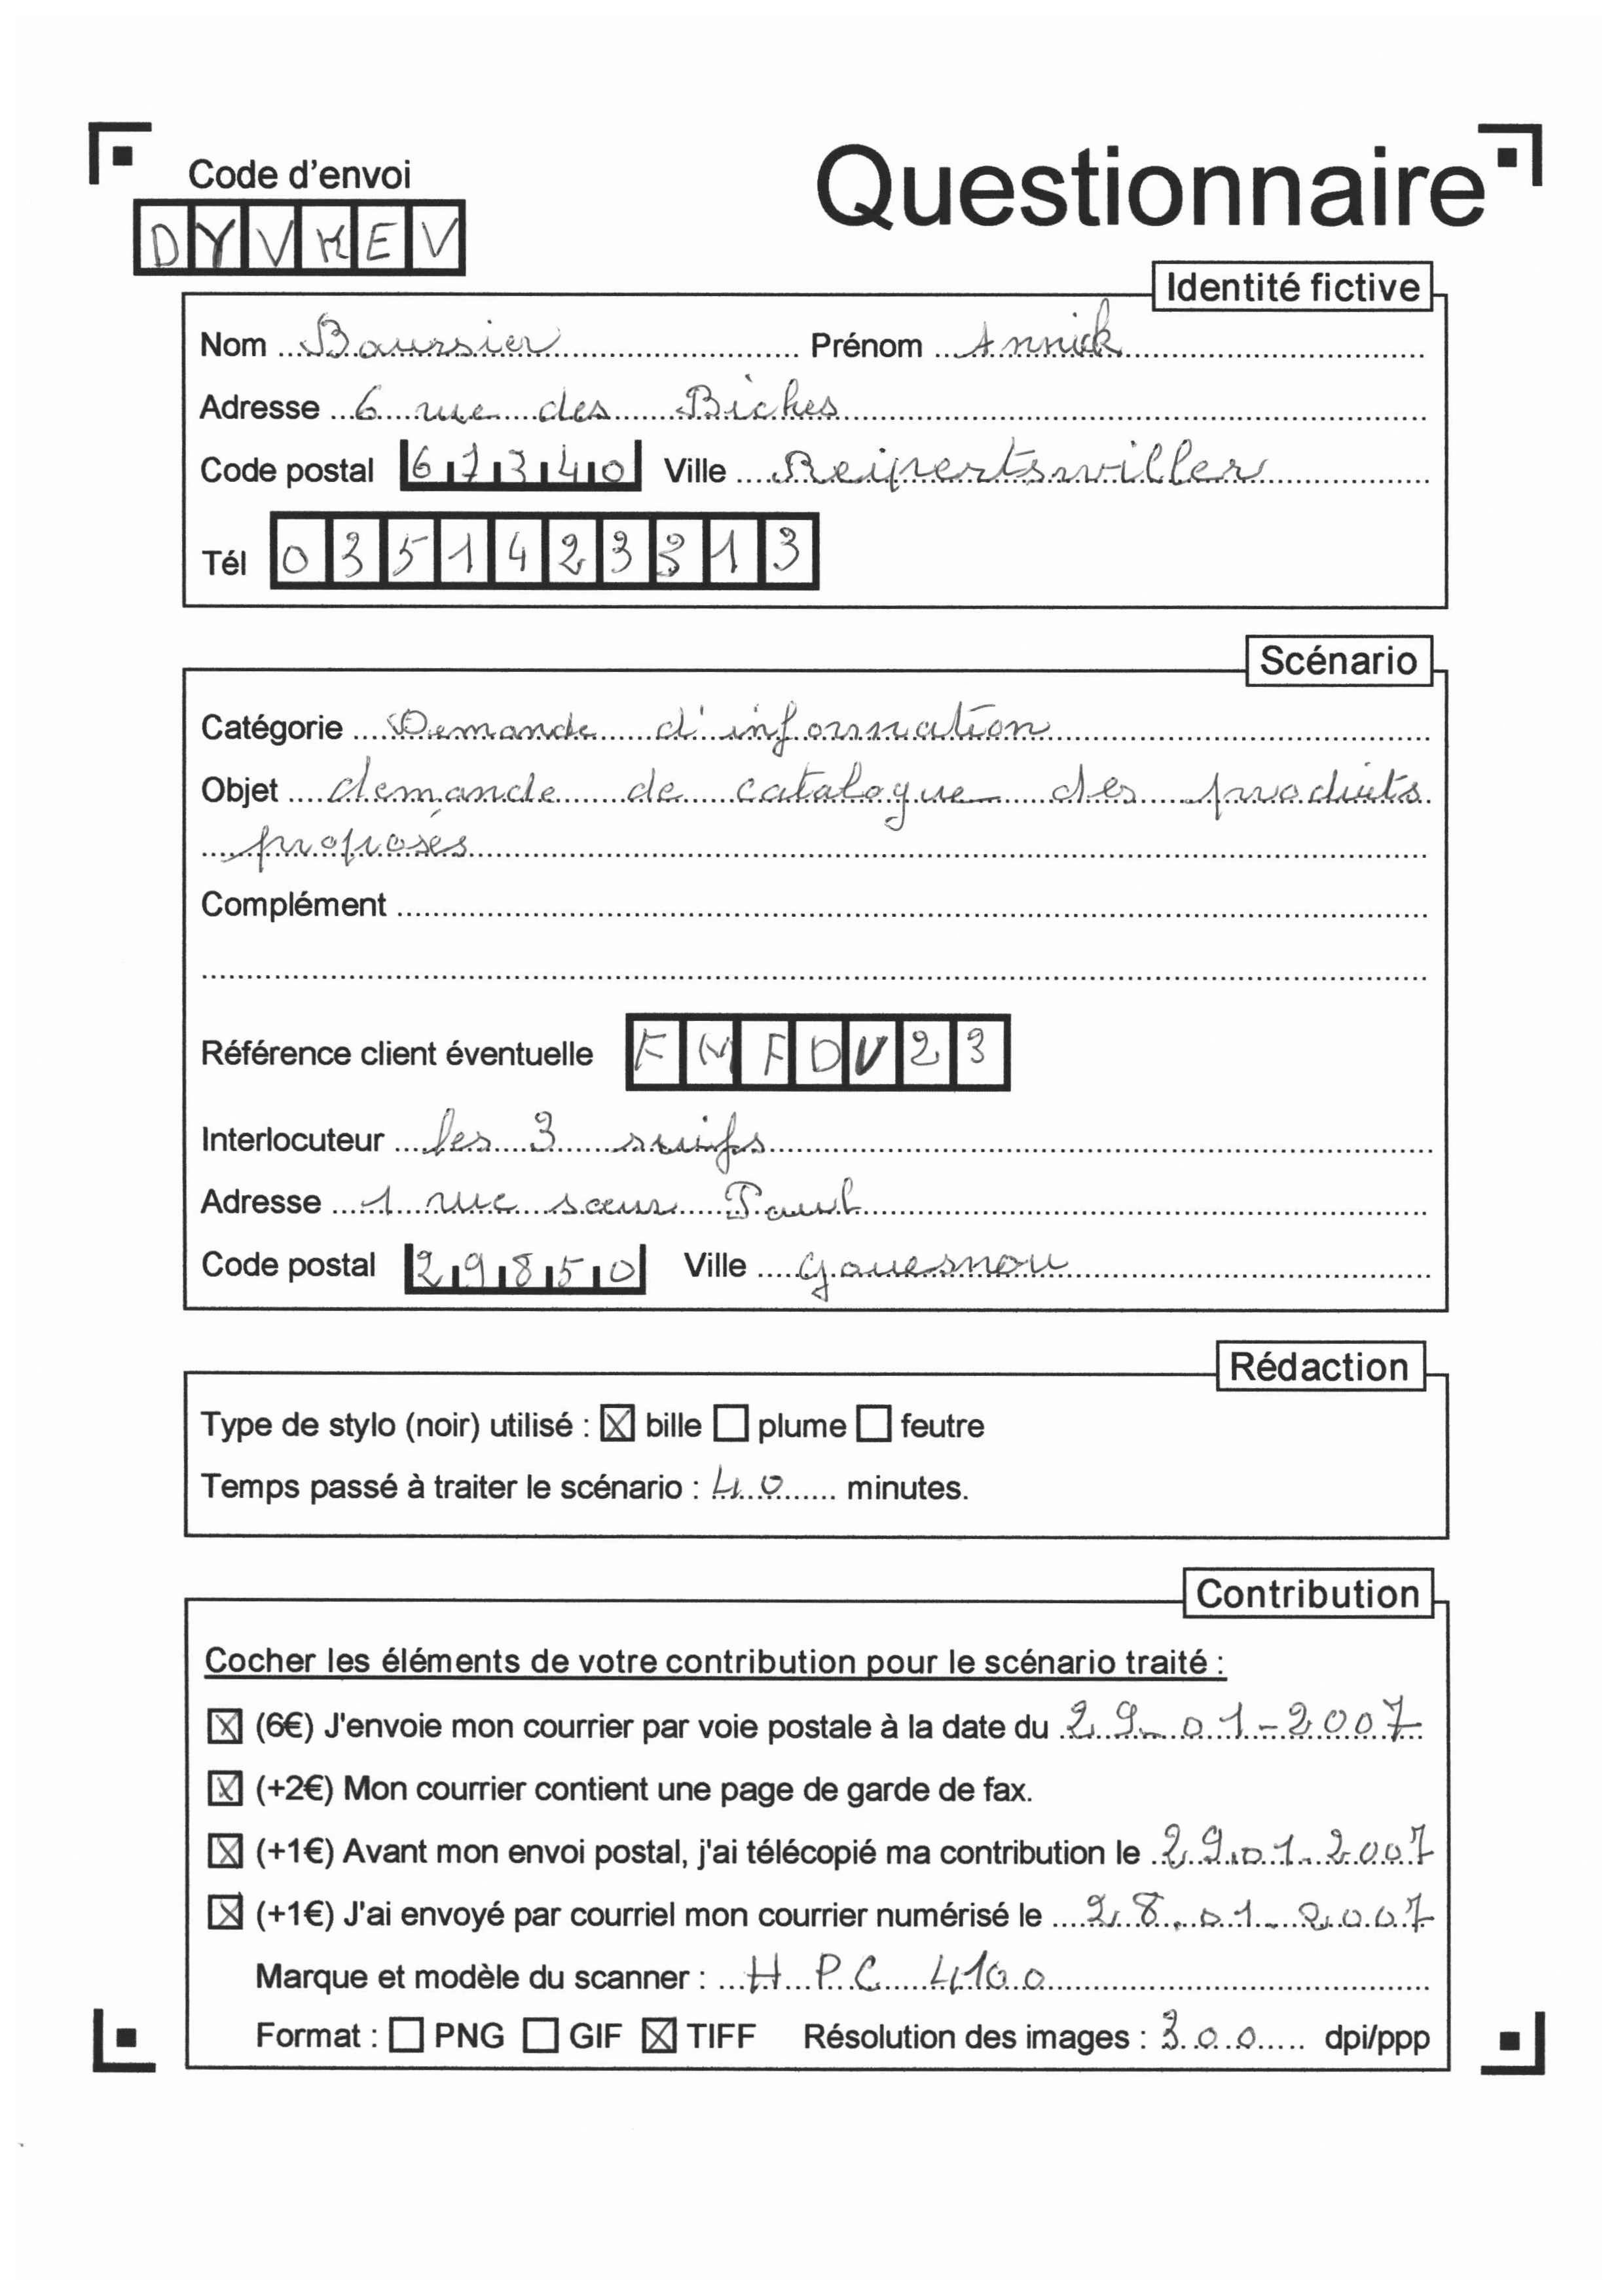 Code d'envoi
Questionnaire
DYVKEV
Identité fictive
Nom Boursier Prénom Annick
Adresse 6 rue des Biches
Code postal 67340 Ville Reipertswiller
Tél 0351423313
Scénario
Catégorie Demande d'information
Objet demande de catalogue des produits
proposés
Complément
Référence client éventuelle
Interlocuteur les 3 suifs
Adresse 1 rue sœur Paul
Code postal 29850 Ville Gouesnou
Rédaction
Type de stylo (noir) utilisé : ☒ bille ☐ plume ☐ feutre
Temps passé à traiter le scénario : 40 minutes.
Contribution
Cocher les éléments de votre contribution pour le scénario traité :
☒ (6€) J'envoie mon courrier par voie postale à la date du 29-01-2007
☒ (+2€) Mon courrier contient une page de garde de fax.
☒ (+1€) Avant mon envoi postal, j'ai télécopié ma contribution le 29.01.2007
☒ (+1€) J'ai envoyé par courriel mon courrier numérisé le 28.01-2007
Marque et modèle du scanner : HPC 4100
Format : ☐ PNG ☐ GIF ☒ TIFF Résolution des images : 300 dpi/ppp